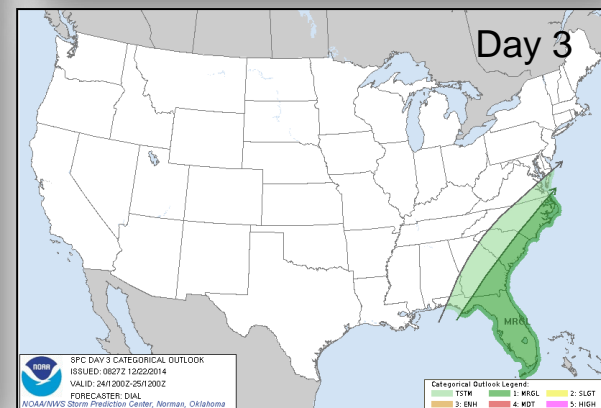 Day 3
MRGL
NOAA
SPC DAY 3 CATEGORICAL OUTLOOK
ISSUED: 0827Z 12/22/2014
VALID: 24/1200Z-25/1200Z
FORECASTER: DIAL
NOAA/NWS Storm Prediction Center, Norman, Oklahoma
Categorical Outlook Legend:
TSTM 1: MRGL 2: SLGT
3: ENH 4: MDT 5: HIGH